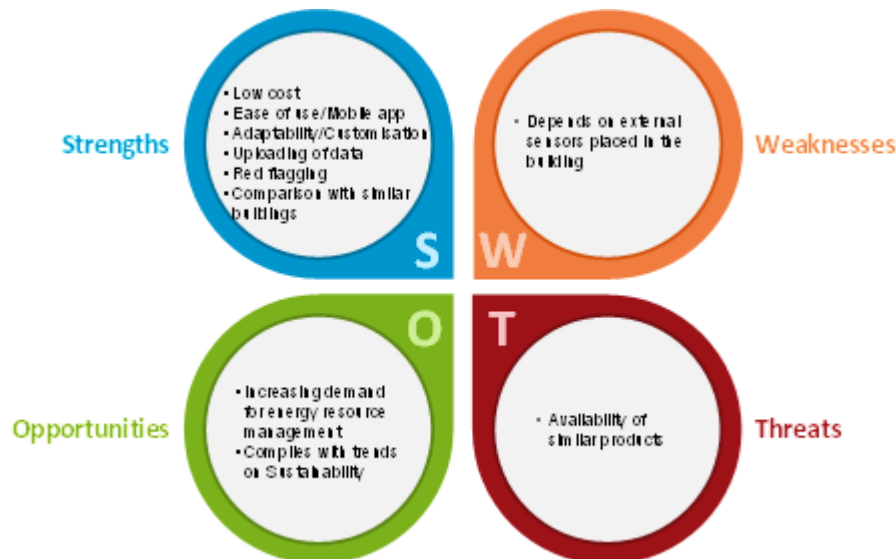 Strengths
• Low cost
• Ease of use/Mobile app
• Adaptability/Customisation
• Uploading of data
• Red flagging
• Comparison with similar
buildings
S
• Depends on external
sensors placed in the
building
W
Weaknesses
Opportunities
• Increasing demand
for energy resource
management
• Complies with trends
on Sustainability
O
T
• Availability of
similar products
Threats